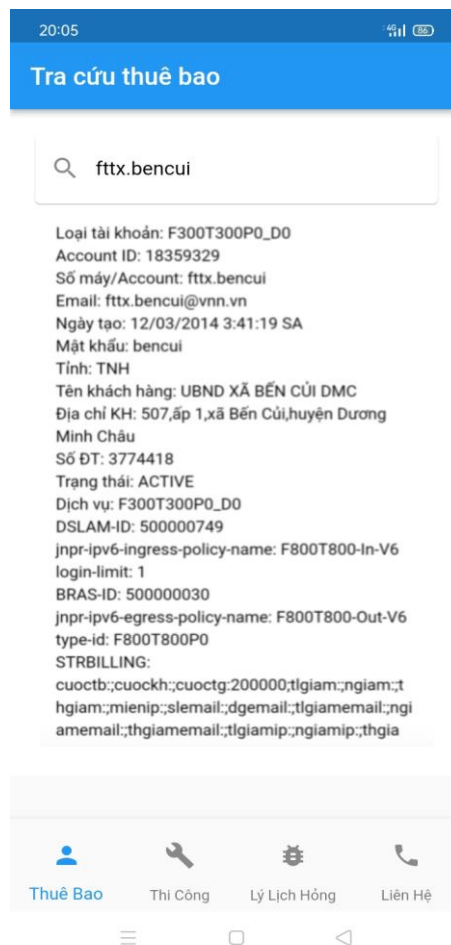 20:05
4G 86
Tra cứu thuê bao
fttx.bencui
Loại tài khoản: F300T300P0_D0
Account ID: 18359329
Số máy/Account: fttx.bencui
Email: fttx.bencui@vnn.vn
Ngày tạo: 12/03/2014 3:41:19 SA
Mật khẩu: bencui
Tỉnh: TNH
Tên khách hàng: UBND XÃ BẾN CỦI DMC
Địa chỉ KH: 507,ấp 1,xã Bến Củi,huyện Dương
Minh Châu
Số ĐT: 3774418
Trạng thái: ACTIVE
Dịch vụ: F300T300P0_D0
DSLAM-ID: 500000749
jnpr-ipv6-ingress-policy-name: F800T800-In-V6
login-limit: 1
BRAS-ID: 500000030
jnpr-ipv6-egress-policy-name: F800T800-Out-V6
type-id: F800T800P0
STRBILLING:
cuoctb:;cuockh:;cuoctg:200000;tlgiam:;ngiam:;t
hgiam:;mienip:;slemail:;dgemail:;tlgiamemail:;ngi
amemail:;thgiamemail:;tlgiamip:;ngiamip:;thgia
Thuê Bao Thi Công Lý Lịch Hỏng Liên Hệ